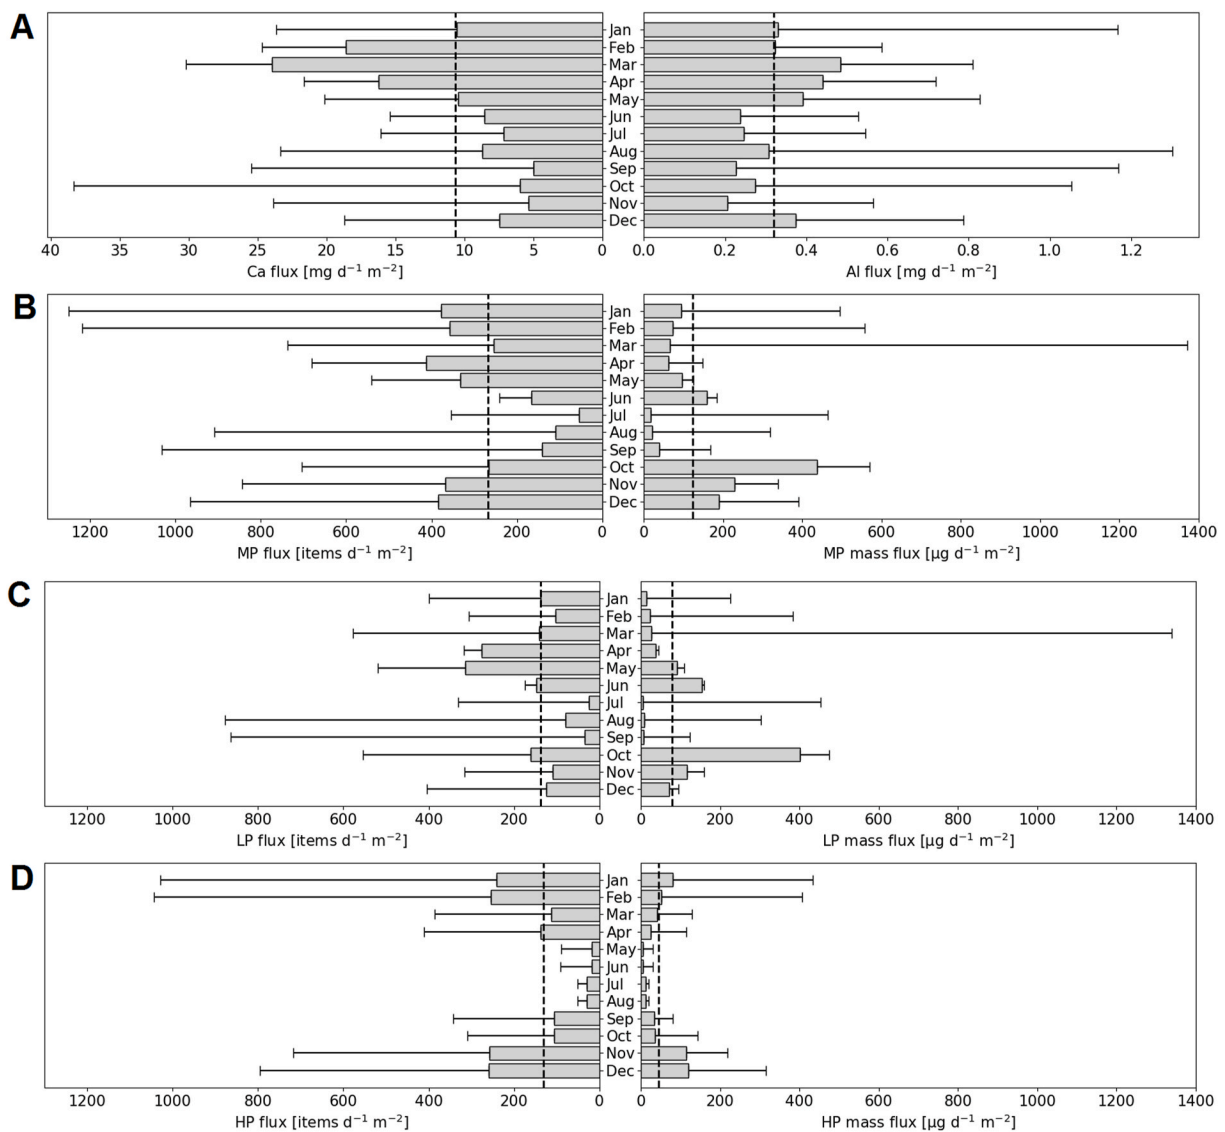 A
Jan
Feb
Mar
Apr
May
Jun
Jul
Aug
Sep
Oct
Nov
Dec
40 35 30 25 20 15 10 5 0 0.0 0.2 0.4 0.6 0.8 1.0 1.2
Ca flux [mg d⁻¹ m⁻²] Al flux [mg d⁻¹ m⁻²]
B
Jan
Feb
Mar
Apr
May
Jun
Jul
Aug
Sep
Oct
Nov
Dec
1200 1000 800 600 400 200 0 0 200 400 600 800 1000 1200 1400
MP flux [items d⁻¹ m⁻²] MP mass flux [μg d⁻¹ m⁻²]
C
Jan
Feb
Mar
Apr
May
Jun
Jul
Aug
Sep
Oct
Nov
Dec
1200 1000 800 600 400 200 0 0 200 400 600 800 1000 1200 1400
LP flux [items d⁻¹ m⁻²] LP mass flux [μg d⁻¹ m⁻²]
D
Jan
Feb
Mar
Apr
May
Jun
Jul
Aug
Sep
Oct
Nov
Dec
1200 1000 800 600 400 200 0 0 200 400 600 800 1000 1200 1400
HP flux [items d⁻¹ m⁻²] HP mass flux [μg d⁻¹ m⁻²]